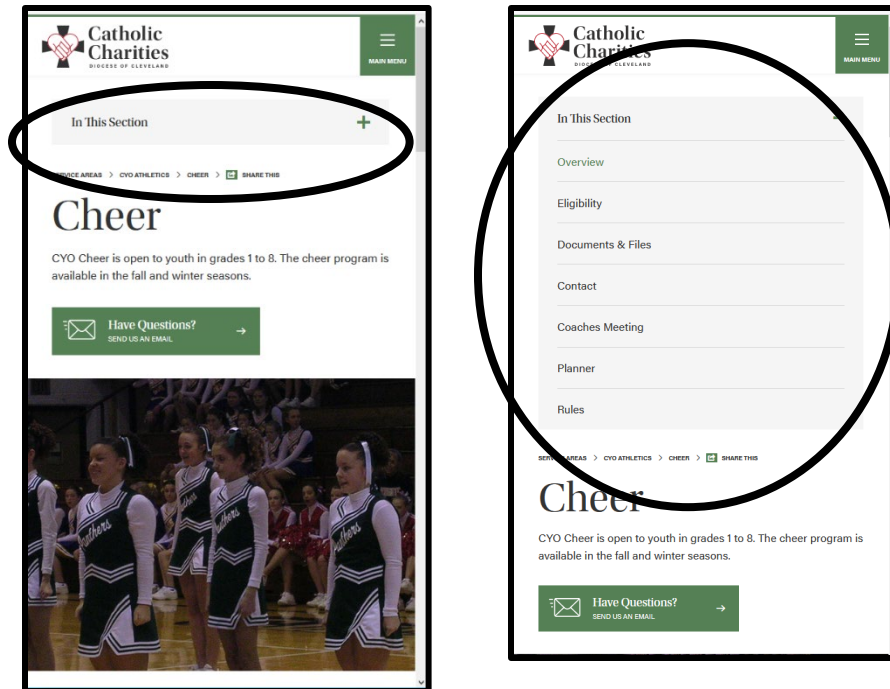 Catholic
Charities
DIOCESE OF CLEVELAND
MAIN MENU
In This Section
SERVICE AREAS > CYO ATHLETICS > CHEER > SHARE THIS
Cheer
CYO Cheer is open to youth in grades 1 to 8. The cheer program is
available in the fall and winter seasons.
Have Questions?
SEND US AN EMAIL
Panthers
Catholic
Charities
DIOCESE OF CLEVELAND
MAIN MENU
In This Section
Overview
Eligibility
Documents & Files
Contact
Coaches Meeting
Planner
Rules
SERVICE AREAS > CYO ATHLETICS > CHEER > SHARE THIS
Cheer
CYO Cheer is open to youth in grades 1 to 8. The cheer program is
available in the fall and winter seasons.
Have Questions?
SEND US AN EMAIL